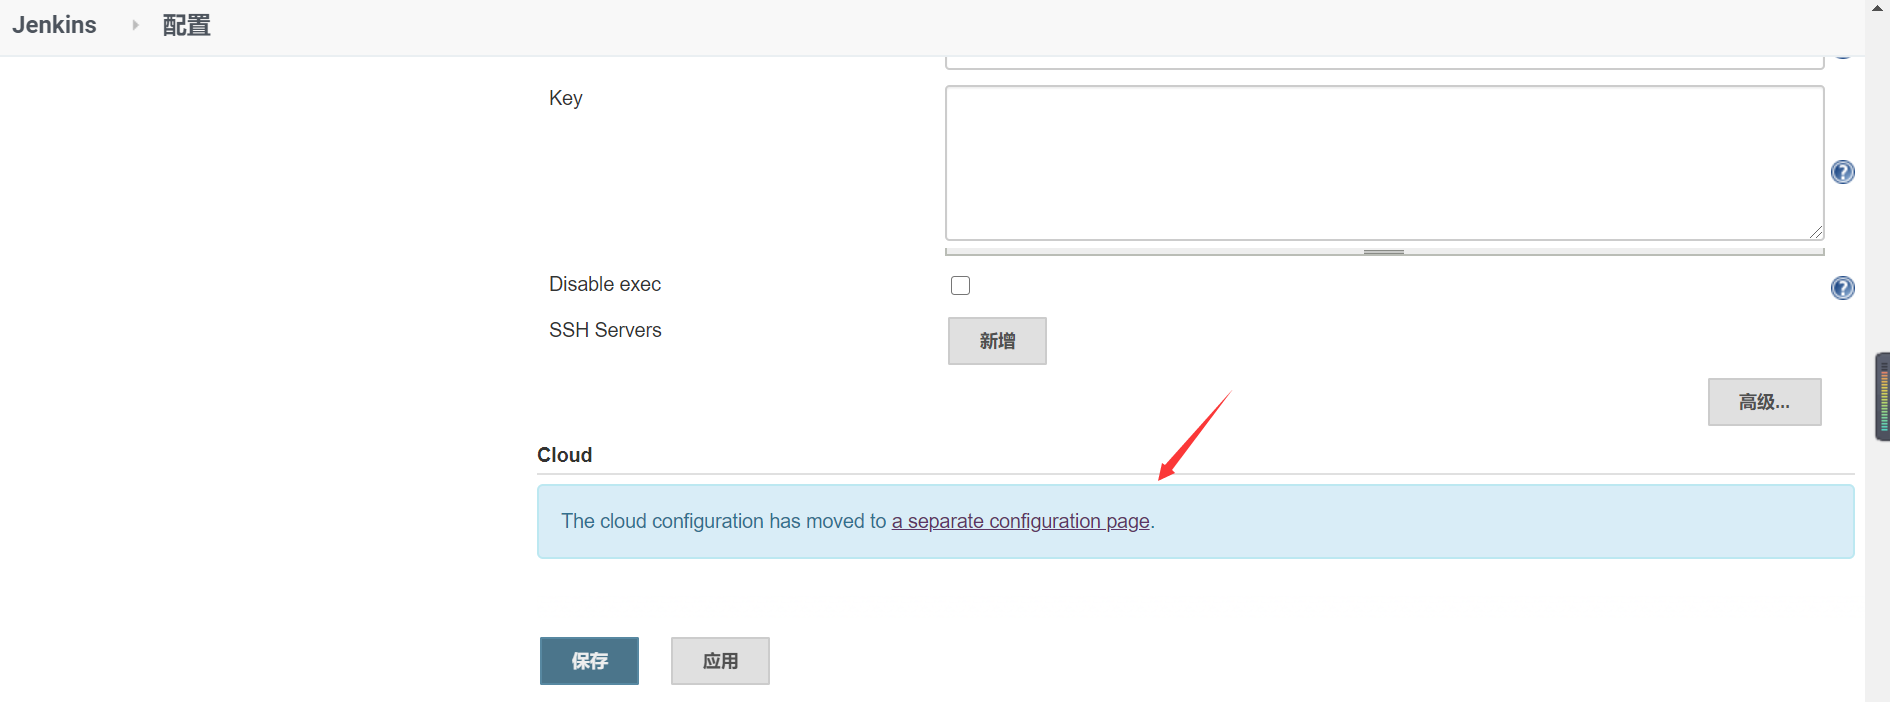 Jenkins 配置
Key
Disable exec
SSH Servers
新增
高级...
Cloud
The cloud configuration has moved to a separate configuration page.
保存 应用